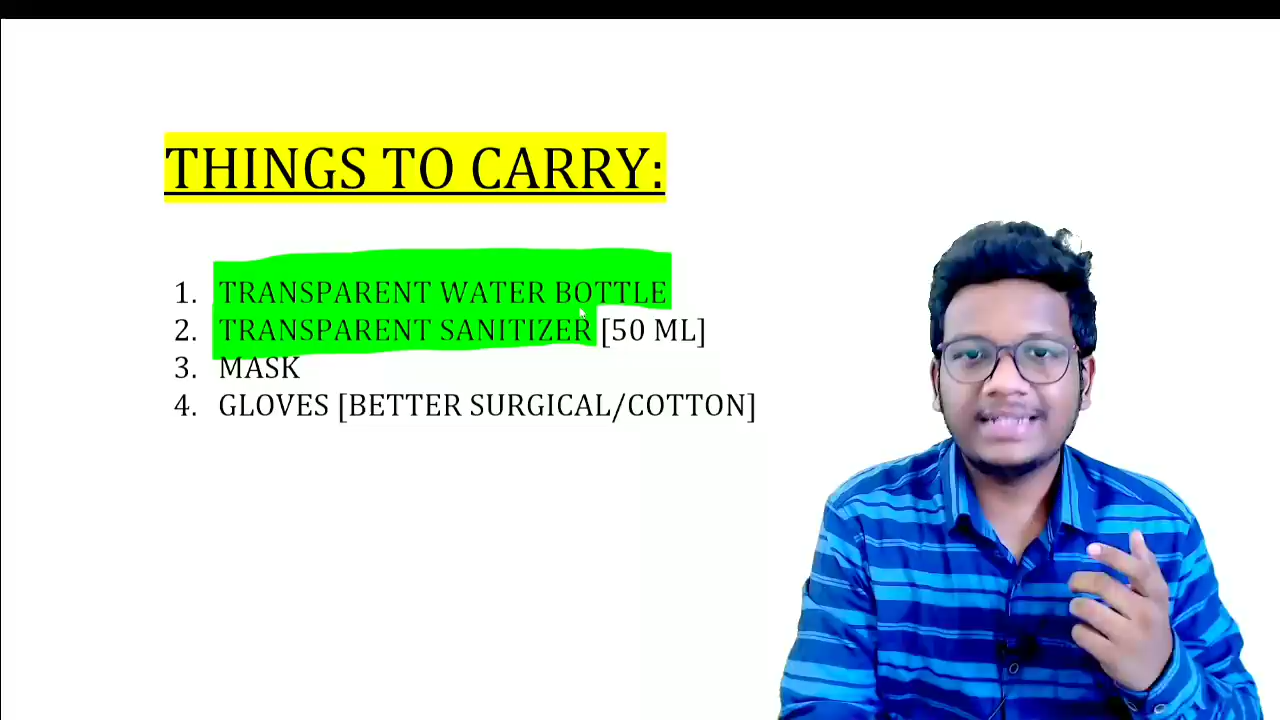 THINGS TO CARRY:
1. TRANSPARENT WATER BOTTLE
2. TRANSPARENT SANITIZER [50 ML]
3. MASK
4. GLOVES [BETTER SURGICAL/COTTON]